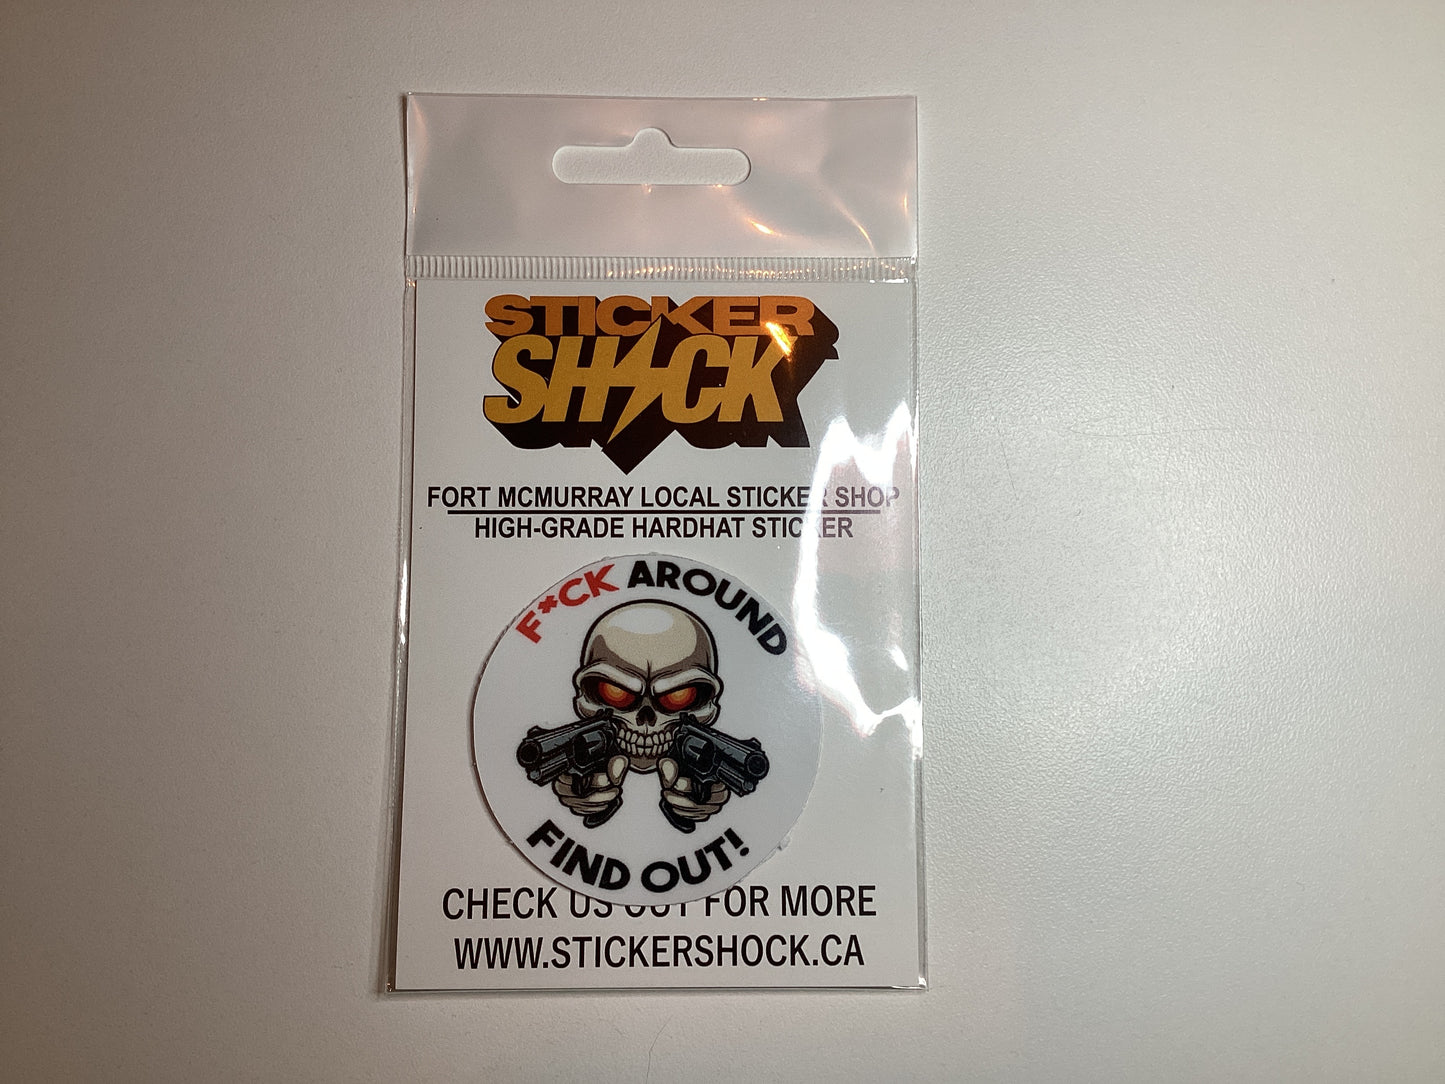 STICKER
SHOCK
FORT MCMURRAY LOCAL STICKER SHOP
HIGH-GRADE HARDHAT STICKER
F*CK AROUND
FIND OUT!
CHECK US OUT FOR MORE
WWW.STICKERSHOCK.CA